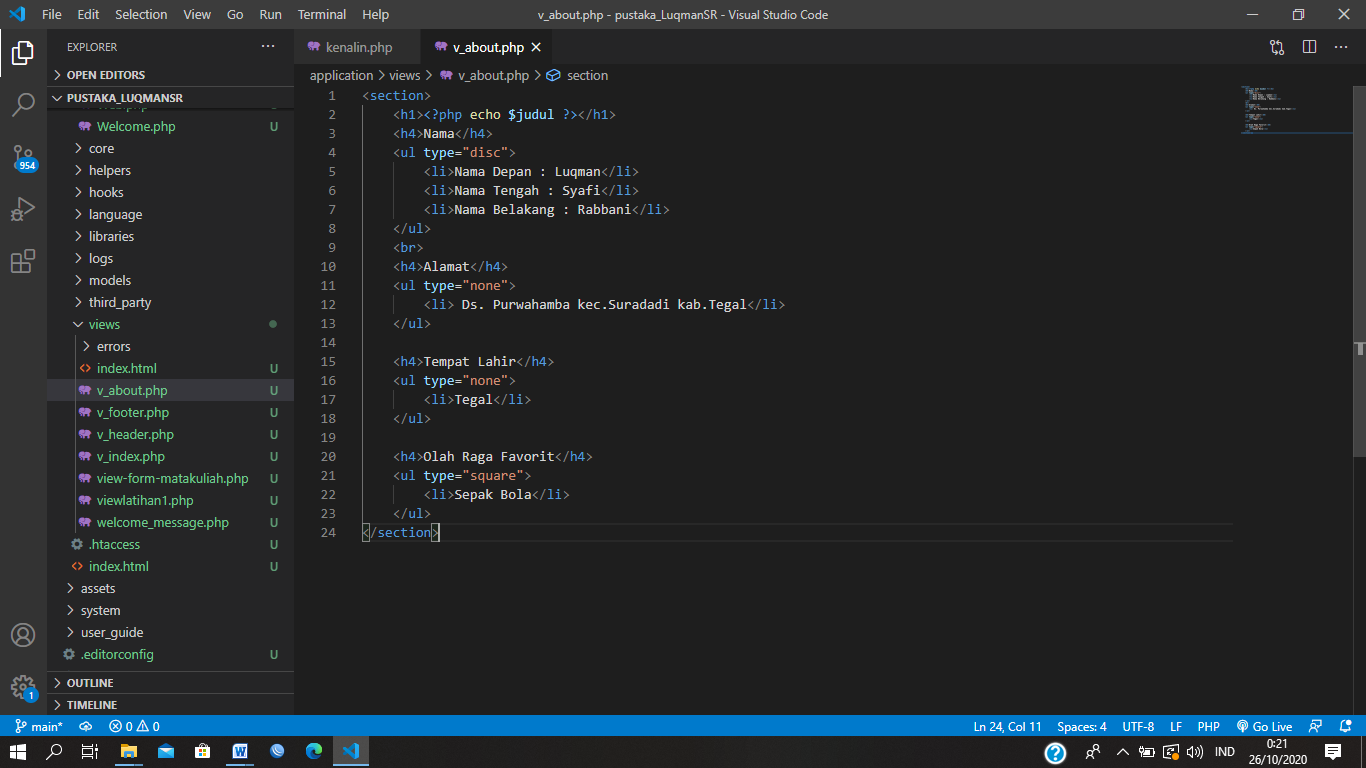 File Edit Selection View Go Run Terminal Help
v_about.php - pustaka_LuqmanSR - Visual Studio Code
EXPLORER
OPEN EDITORS
PUSTAKA_LUQMANSR
Welcome.php U
core
helpers
hooks
language
libraries
logs
models
third_party
views
errors
index.html U
v_about.php U
v_footer.php U
v_header.php U
v_index.php U
view-form-matakuliah.php U
viewlatihan1.php U
welcome_message.php U
.htaccess U
index.html U
assets
system
user_guide
.editorconfig U
OUTLINE
TIMELINE
954
1
kenalin.php
v_about.php
application > views > v_about.php > section
1 <section>
2 <h1><?php echo $judul ?></h1>
3 <h4>Nama</h4>
4 <ul type="disc">
5 <li>Nama Depan : Luqman</li>
6 <li>Nama Tengah : Syafi</li>
7 <li>Nama Belakang : Rabbani</li>
8 </ul>
9 <br>
10 <h4>Alamat</h4>
11 <ul type="none">
12 <li> Ds. Purwahamba kec.Suradadi kab.Tegal</li>
13 </ul>
14
15 <h4>Tempat Lahir</h4>
16 <ul type="none">
17 <li>Tegal</li>
18 </ul>
19
20 <h4>Olah Raga Favorit</h4>
21 <ul type="square">
22 <li>Sepak Bola</li>
23 </ul>
24 </section>
main* 0 0
Ln 24, Col 11 Spaces: 4 UTF-8 LF PHP Go Live
IND
0:21
26/10/2020